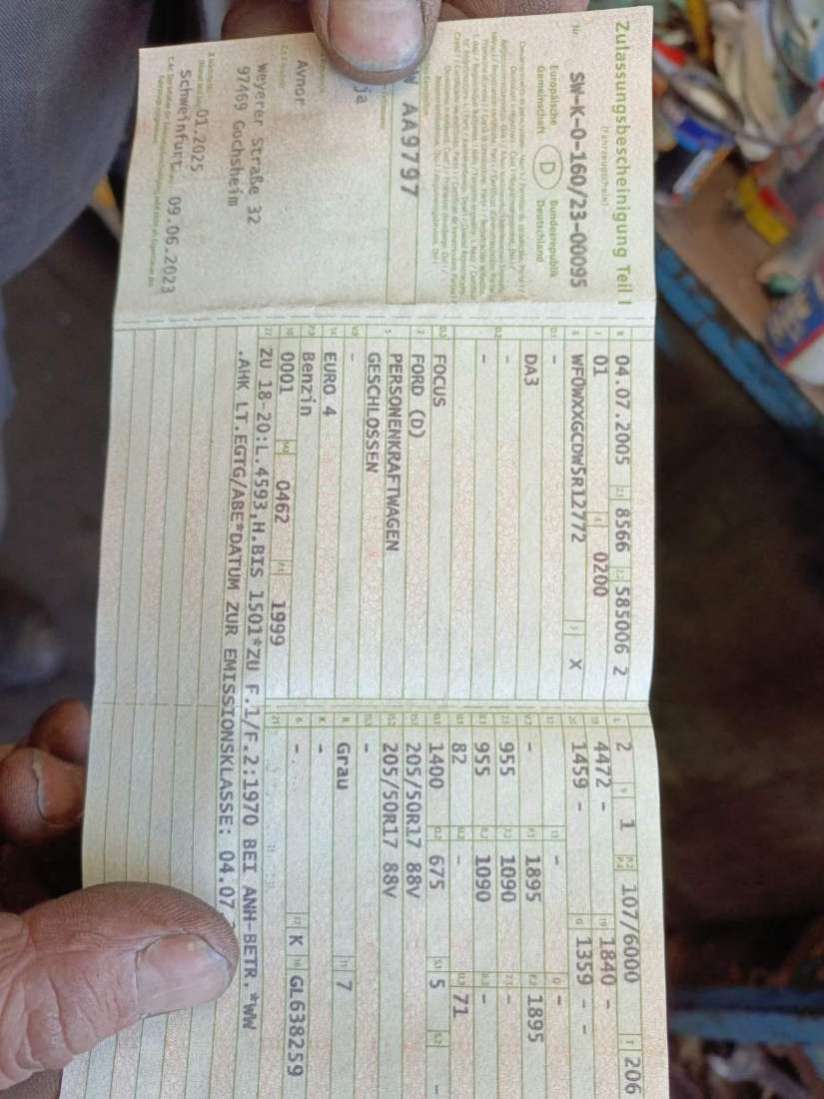 Zulassungsbescheinigung Teil I
(Fahrzeugschein)
Nr. SW-K-0-160/23-00095
Europäische Gemeinschaft
D
Bundesrepublik Deutschland
AA9797
ja
Avnor
Weyerer Straße 32
97469 Gochsheim
01.2025
Schweinfurt, 09.06.2023
04.07.2005 8566 585006 2
01 0200
WF0WXXGCDW5R12772 X
-
DA3
-
-
FOCUS
FORD (D)
PERSONENKRAFTWAGEN
GESCHLOSSEN
-
EURO 4
Benzin
0001 0462 1999
ZU 18-20:L.4593,H.BIS 1501*ZU F.1/F.2:1970 BEI ANH-BETR.*WW
.AHK LT.EGTG/ABE*DATUM ZUR EMISSIONSKLASSE: 04.07
2 1 107/6000 206
4472 - 1840 -
1459 - 1359 - -
- -
- 1895 1895
955 1090 -
955 1090 -
82 - 71
1400 675 5 -
205/50R17 88V
205/50R17 88V
-
Grau 7
-
- K GL638259